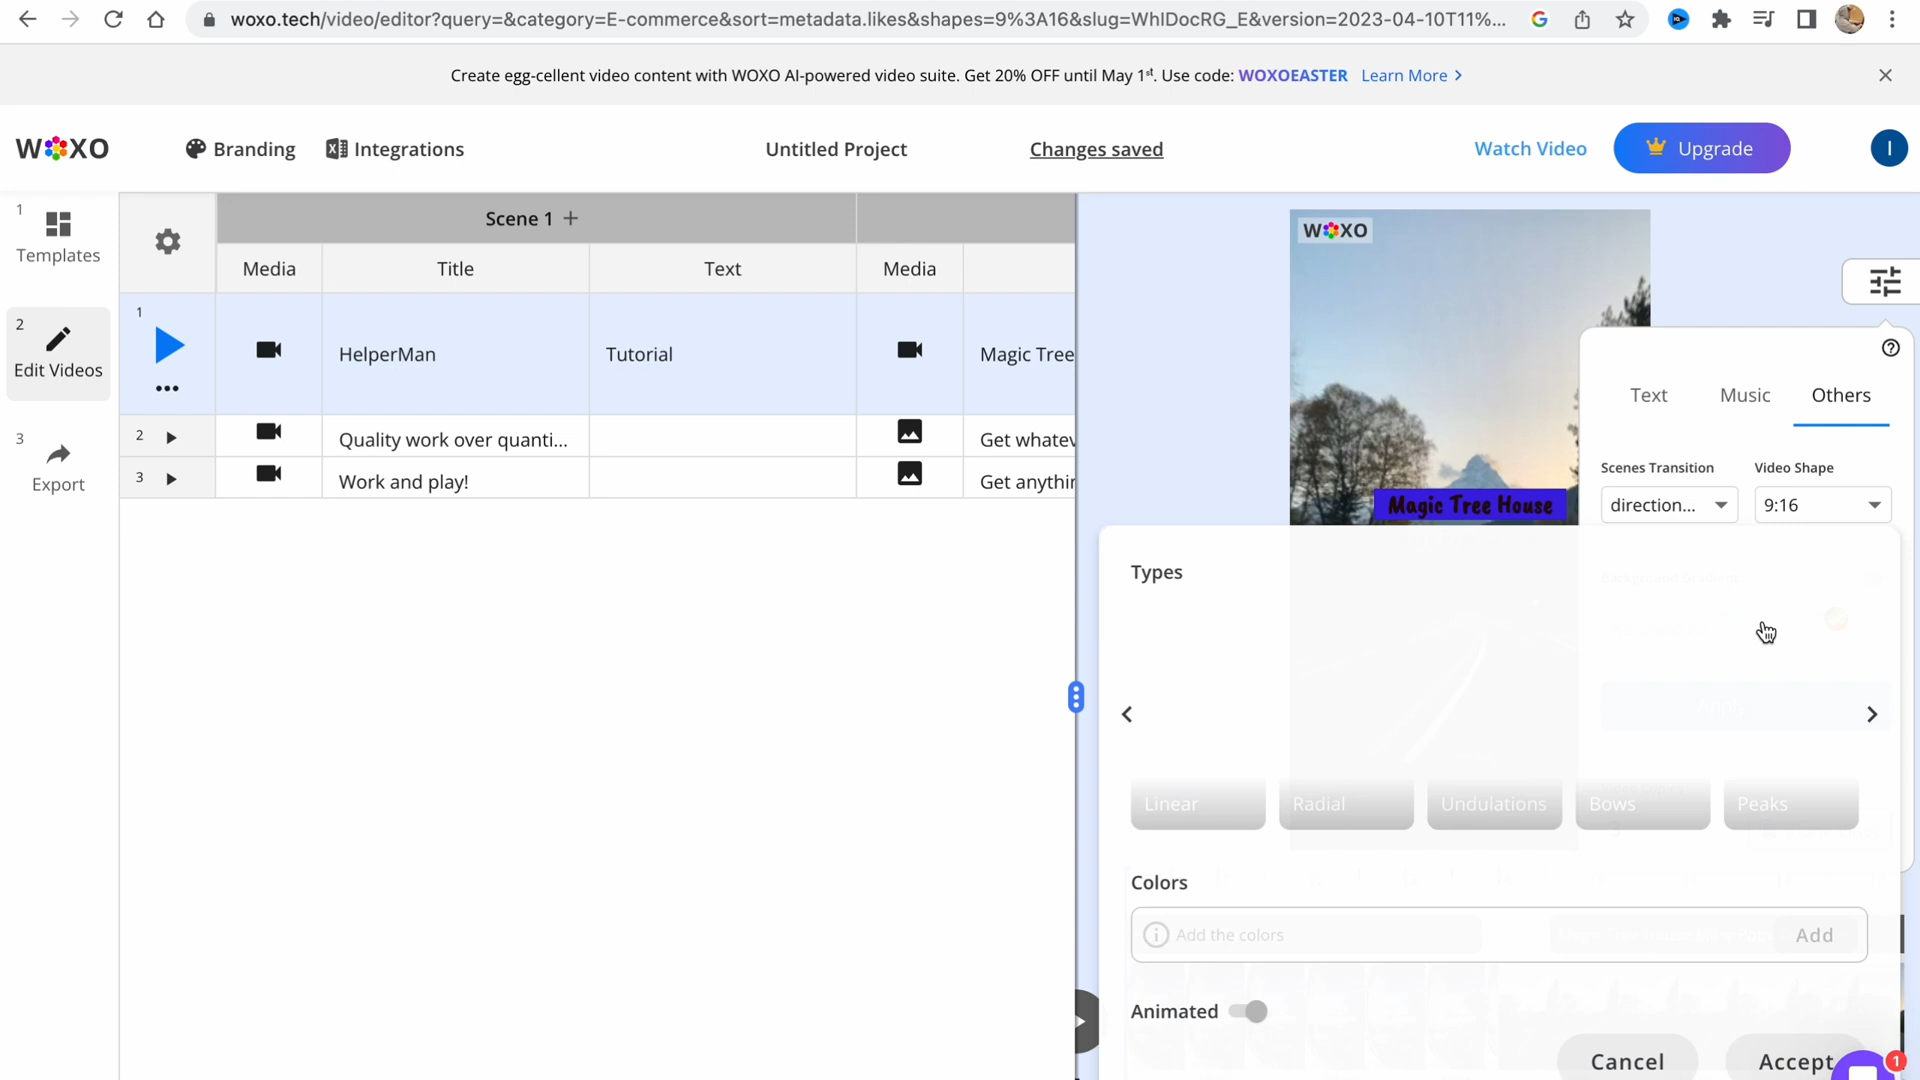 woxo.tech/video/editor?query=&category=E-commerce&sort=metadata.likes&shapes=9%3A16&slug=WhIDocRG_E&version=2023-04-10T11%...
Create egg-cellent video content with WOXO AI-powered video suite. Get 20% OFF until May 1st. Use code: WOXOEASTER Learn More >
WOXO
Branding
Integrations
Untitled Project
Changes saved
Watch Video
Upgrade
I
1
Templates
2
Edit Videos
3
Export
Scene 1 +
Media
Title
Text
Media
1
HelperMan
Tutorial
Magic Tree
2
Quality work over quanti...
Get whatev
3
Work and play!
Get anythin
WOXO
Magic Tree House
Text
Music
Others
Scenes Transition
Video Shape
direction...
9:16
Background Gradient
Types
Linear
Radial
Undulations
Bows
Peaks
Colors
Add the colors
Add
Animated
Cancel
Accept
1